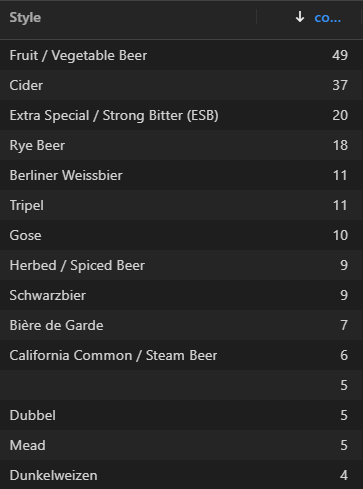 Style ↓ co...
Fruit / Vegetable Beer 49
Cider 37
Extra Special / Strong Bitter (ESB) 20
Rye Beer 18
Berliner Weissbier 11
Tripel 11
Gose 10
Herbed / Spiced Beer 9
Schwarzbier 9
Bière de Garde 7
California Common / Steam Beer 6
5
Dubbel 5
Mead 5
Dunkelweizen 4